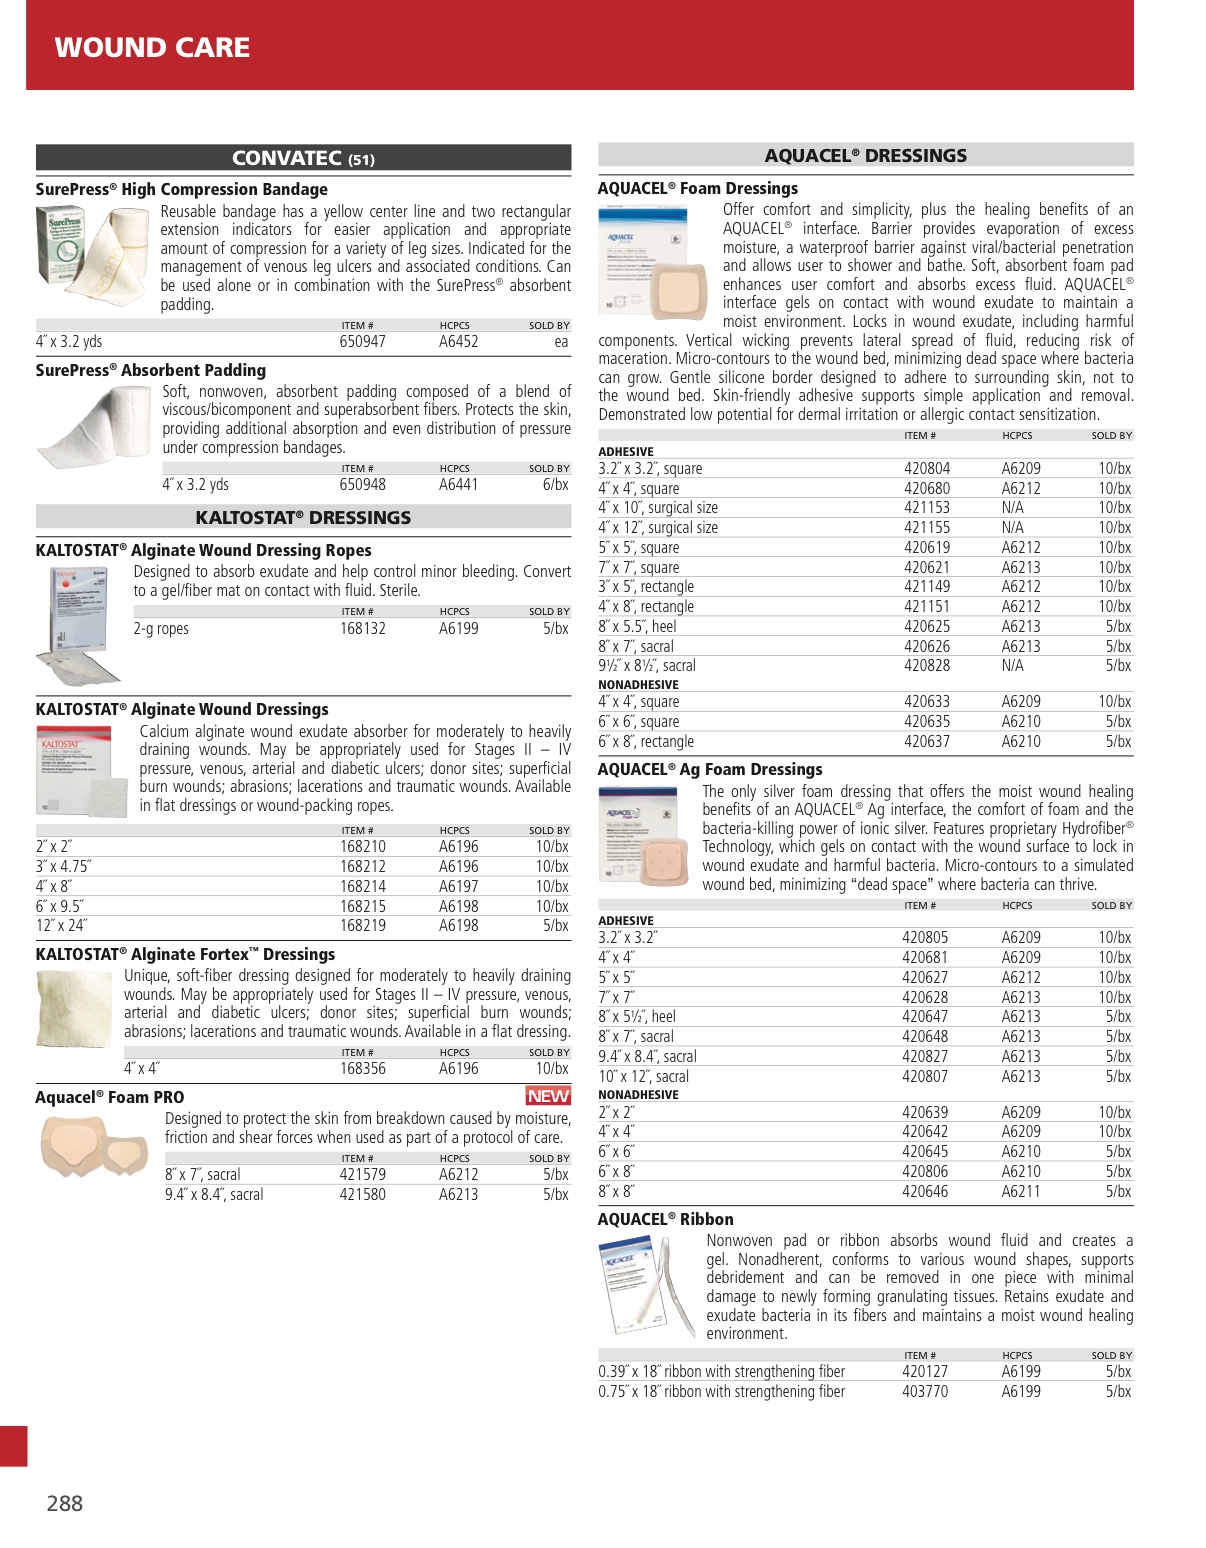 WOUND CARE
CONVATEC (51)
SurePress® High Compression Bandage
Reusable bandage has a yellow center line and two rectangular
extension indicators for easier application and appropriate
amount of compression for a variety of leg sizes. Indicated for the
management of venous leg ulcers and associated conditions. Can
be used alone or in combination with the SurePress® absorbent
padding.
ITEM # HCPCS SOLD BY
4˝ x 3.2 yds 650947 A6452 ea
SurePress® Absorbent Padding
Soft, nonwoven, absorbent padding composed of a blend of
viscous/bicomponent and superabsorbent fibers. Protects the skin,
providing additional absorption and even distribution of pressure
under compression bandages.
ITEM # HCPCS SOLD BY
4˝ x 3.2 yds 650948 A6441 6/bx
KALTOSTAT® DRESSINGS
KALTOSTAT® Alginate Wound Dressing Ropes
Designed to absorb exudate and help control minor bleeding. Convert
to a gel/fiber mat on contact with fluid. Sterile.
ITEM # HCPCS SOLD BY
2-g ropes 168132 A6199 5/bx
KALTOSTAT® Alginate Wound Dressings
Calcium alginate wound exudate absorber for moderately to heavily
draining wounds. May be appropriately used for Stages II – IV
pressure, venous, arterial and diabetic ulcers; donor sites; superficial
burn wounds; abrasions; lacerations and traumatic wounds. Available
in flat dressings or wound-packing ropes.
ITEM # HCPCS SOLD BY
2˝ x 2˝ 168210 A6196 10/bx
3˝ x 4.75˝ 168212 A6196 10/bx
4˝ x 8˝ 168214 A6197 10/bx
6˝ x 9.5˝ 168215 A6198 10/bx
12˝ x 24˝ 168219 A6198 5/bx
KALTOSTAT® Alginate Fortex™ Dressings
Unique, soft-fiber dressing designed for moderately to heavily draining
wounds. May be appropriately used for Stages II – IV pressure, venous,
arterial and diabetic ulcers; donor sites; superficial burn wounds;
abrasions; lacerations and traumatic wounds. Available in a flat dressing.
ITEM # HCPCS SOLD BY
4˝ x 4˝ 168356 A6196 10/bx
Aquacel® Foam PRO NEW
Designed to protect the skin from breakdown caused by moisture,
friction and shear forces when used as part of a protocol of care.
ITEM # HCPCS SOLD BY
8˝ x 7˝, sacral 421579 A6212 5/bx
9.4˝ x 8.4˝, sacral 421580 A6213 5/bx
AQUACEL® DRESSINGS
AQUACEL® Foam Dressings
Offer comfort and simplicity, plus the healing benefits of an
AQUACEL® interface. Barrier provides evaporation of excess
moisture, a waterproof barrier against viral/bacterial penetration
and allows user to shower and bathe. Soft, absorbent foam pad
enhances user comfort and absorbs excess fluid. AQUACEL®
interface gels on contact with wound exudate to maintain a
moist environment. Locks in wound exudate, including harmful
components. Vertical wicking prevents lateral spread of fluid, reducing risk of
maceration. Micro-contours to the wound bed, minimizing dead space where bacteria
can grow. Gentle silicone border designed to adhere to surrounding skin, not to
the wound bed. Skin-friendly adhesive supports simple application and removal.
Demonstrated low potential for dermal irritation or allergic contact sensitization.
ITEM # HCPCS SOLD BY
ADHESIVE
3.2˝ x 3.2˝, square 420804 A6209 10/bx
4˝ x 4˝, square 420680 A6212 10/bx
4˝ x 10˝, surgical size 421153 N/A 10/bx
4˝ x 12˝, surgical size 421155 N/A 10/bx
5˝ x 5˝, square 420619 A6212 10/bx
7˝ x 7˝, square 420621 A6213 10/bx
3˝ x 5˝, rectangle 421149 A6212 10/bx
4˝ x 8˝, rectangle 421151 A6212 10/bx
8˝ x 5.5˝, heel 420625 A6213 5/bx
8˝ x 7˝, sacral 420626 A6213 5/bx
9½˝ x 8½˝, sacral 420828 N/A 5/bx
NONADHESIVE
4˝ x 4˝, square 420633 A6209 10/bx
6˝ x 6˝, square 420635 A6210 5/bx
6˝ x 8˝, rectangle 420637 A6210 5/bx
AQUACEL® Ag Foam Dressings
The only silver foam dressing that offers the moist wound healing
benefits of an AQUACEL® Ag interface, the comfort of foam and the
bacteria-killing power of ionic silver. Features proprietary Hydrofiber®
Technology, which gels on contact with the wound surface to lock in
wound exudate and harmful bacteria. Micro-contours to a simulated
wound bed, minimizing “dead space” where bacteria can thrive.
ITEM # HCPCS SOLD BY
ADHESIVE
3.2˝ x 3.2˝ 420805 A6209 10/bx
4˝ x 4˝ 420681 A6209 10/bx
5˝ x 5˝ 420627 A6212 10/bx
7˝ x 7˝ 420628 A6213 10/bx
8˝ x 5½˝, heel 420647 A6213 5/bx
8˝ x 7˝, sacral 420648 A6213 5/bx
9.4˝ x 8.4˝, sacral 420827 A6213 5/bx
10˝ x 12˝, sacral 420807 A6213 5/bx
NONADHESIVE
2˝ x 2˝ 420639 A6209 10/bx
4˝ x 4˝ 420642 A6209 10/bx
6˝ x 6˝ 420645 A6210 5/bx
6˝ x 8˝ 420806 A6210 5/bx
8˝ x 8˝ 420646 A6211 5/bx
AQUACEL® Ribbon
Nonwoven pad or ribbon absorbs wound fluid and creates a
gel. Nonadherent, conforms to various wound shapes, supports
debridement and can be removed in one piece with minimal
damage to newly forming granulating tissues. Retains exudate and
exudate bacteria in its fibers and maintains a moist wound healing
environment.
ITEM # HCPCS SOLD BY
0.39˝ x 18˝ ribbon with strengthening fiber 420127 A6199 5/bx
0.75˝ x 18˝ ribbon with strengthening fiber 403770 A6199 5/bx
288